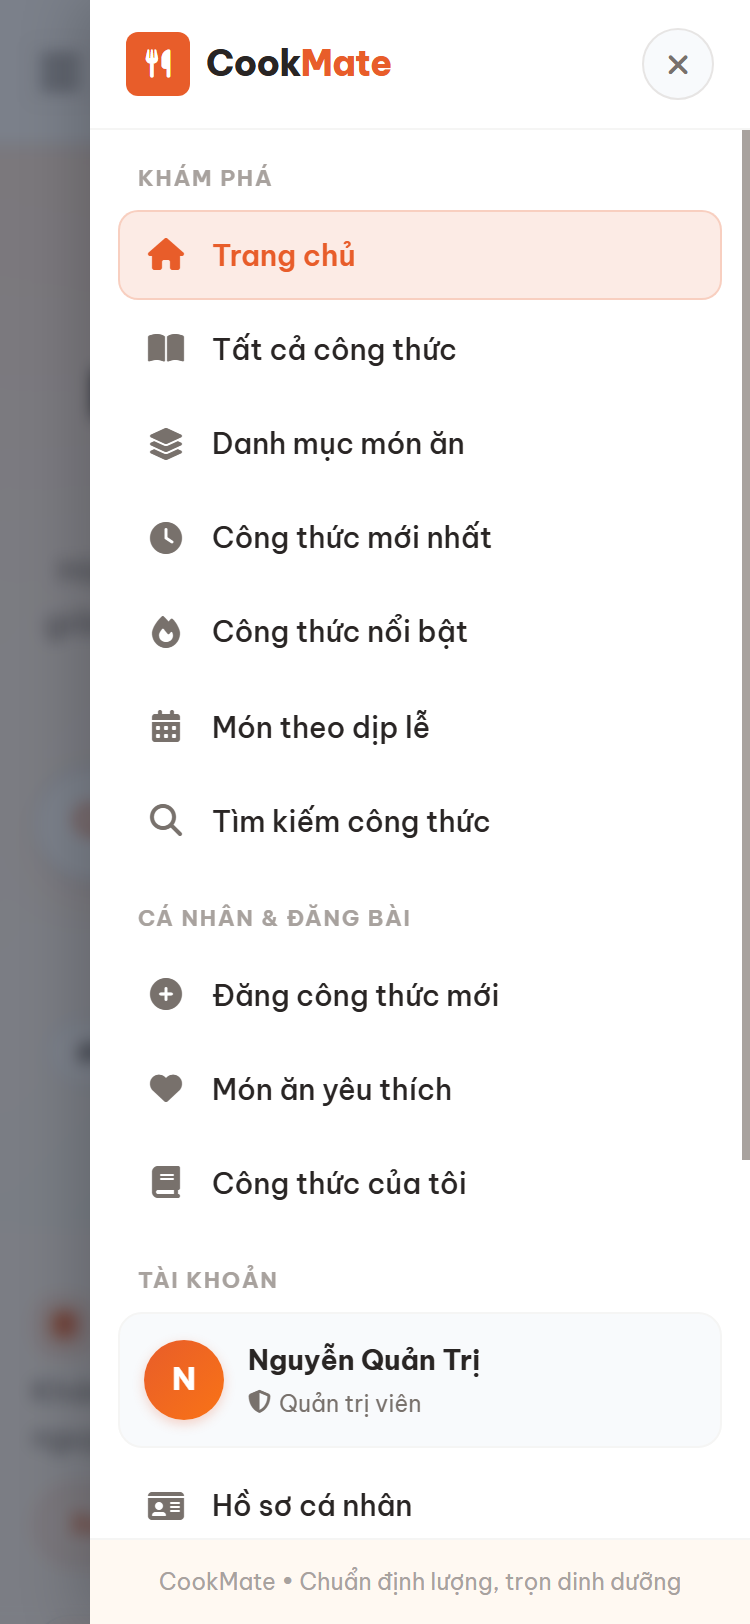 CookMate
KHÁM PHÁ
Trang chủ
Tất cả công thức
Danh mục món ăn
Công thức mới nhất
Công thức nổi bật
Món theo dịp lễ
Tìm kiếm công thức
CÁ NHÂN & ĐĂNG BÀI
Đăng công thức mới
Món ăn yêu thích
Công thức của tôi
TÀI KHOẢN
N
Nguyễn Quản Trị
Quản trị viên
Hồ sơ cá nhân
CookMate • Chuẩn định lượng, trọn dinh dưỡng